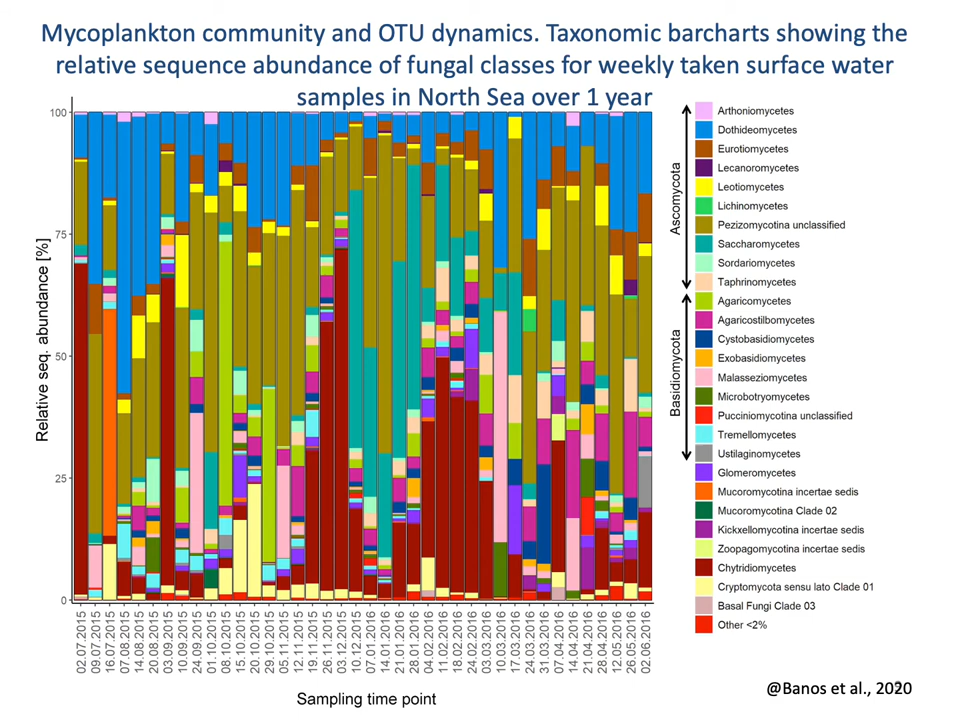 Mycoplankton community and OTU dynamics. Taxonomic barcharts showing the
relative sequence abundance of fungal classes for weekly taken surface water
samples in North Sea over 1 year
Relative seq. abundance [%]
100
75
50
25
0
02.07.2015
09.07.2015
16.07.2015
07.08.2015
14.08.2015
20.08.2015
03.09.2015
10.09.2015
24.09.2015
01.10.2015
08.10.2015
15.10.2015
20.10.2015
29.10.2015
05.11.2015
12.11.2015
19.11.2015
26.11.2015
03.12.2015
10.12.2015
07.01.2016
14.01.2016
21.01.2016
28.01.2016
04.02.2016
11.02.2016
18.02.2016
24.02.2016
03.03.2016
10.03.2016
17.03.2016
24.03.2016
31.03.2016
07.04.2016
14.04.2016
21.04.2016
28.04.2016
12.05.2016
26.05.2016
02.06.2016
Sampling time point
Ascomycota
Basidiomycota
Arthoniomycetes
Dothideomycetes
Eurotiomycetes
Lecanoromycetes
Leotiomycetes
Lichinomycetes
Pezizomycotina unclassified
Saccharomycetes
Sordariomycetes
Taphrinomycetes
Agaricomycetes
Agaricostilbomycetes
Cystobasidiomycetes
Exobasidiomycetes
Malasseziomycetes
Microbotryomycetes
Pucciniomycotina unclassified
Tremellomycetes
Ustilaginomycetes
Glomeromycetes
Mucoromycotina incertae sedis
Mucoromycotina Clade 02
Kickxellomycotina incertae sedis
Zoopagomycotina incertae sedis
Chytridiomycetes
Cryptomycota sensu lato Clade 01
Basal Fungi Clade 03
Other <2%
@Banos et al., 2020